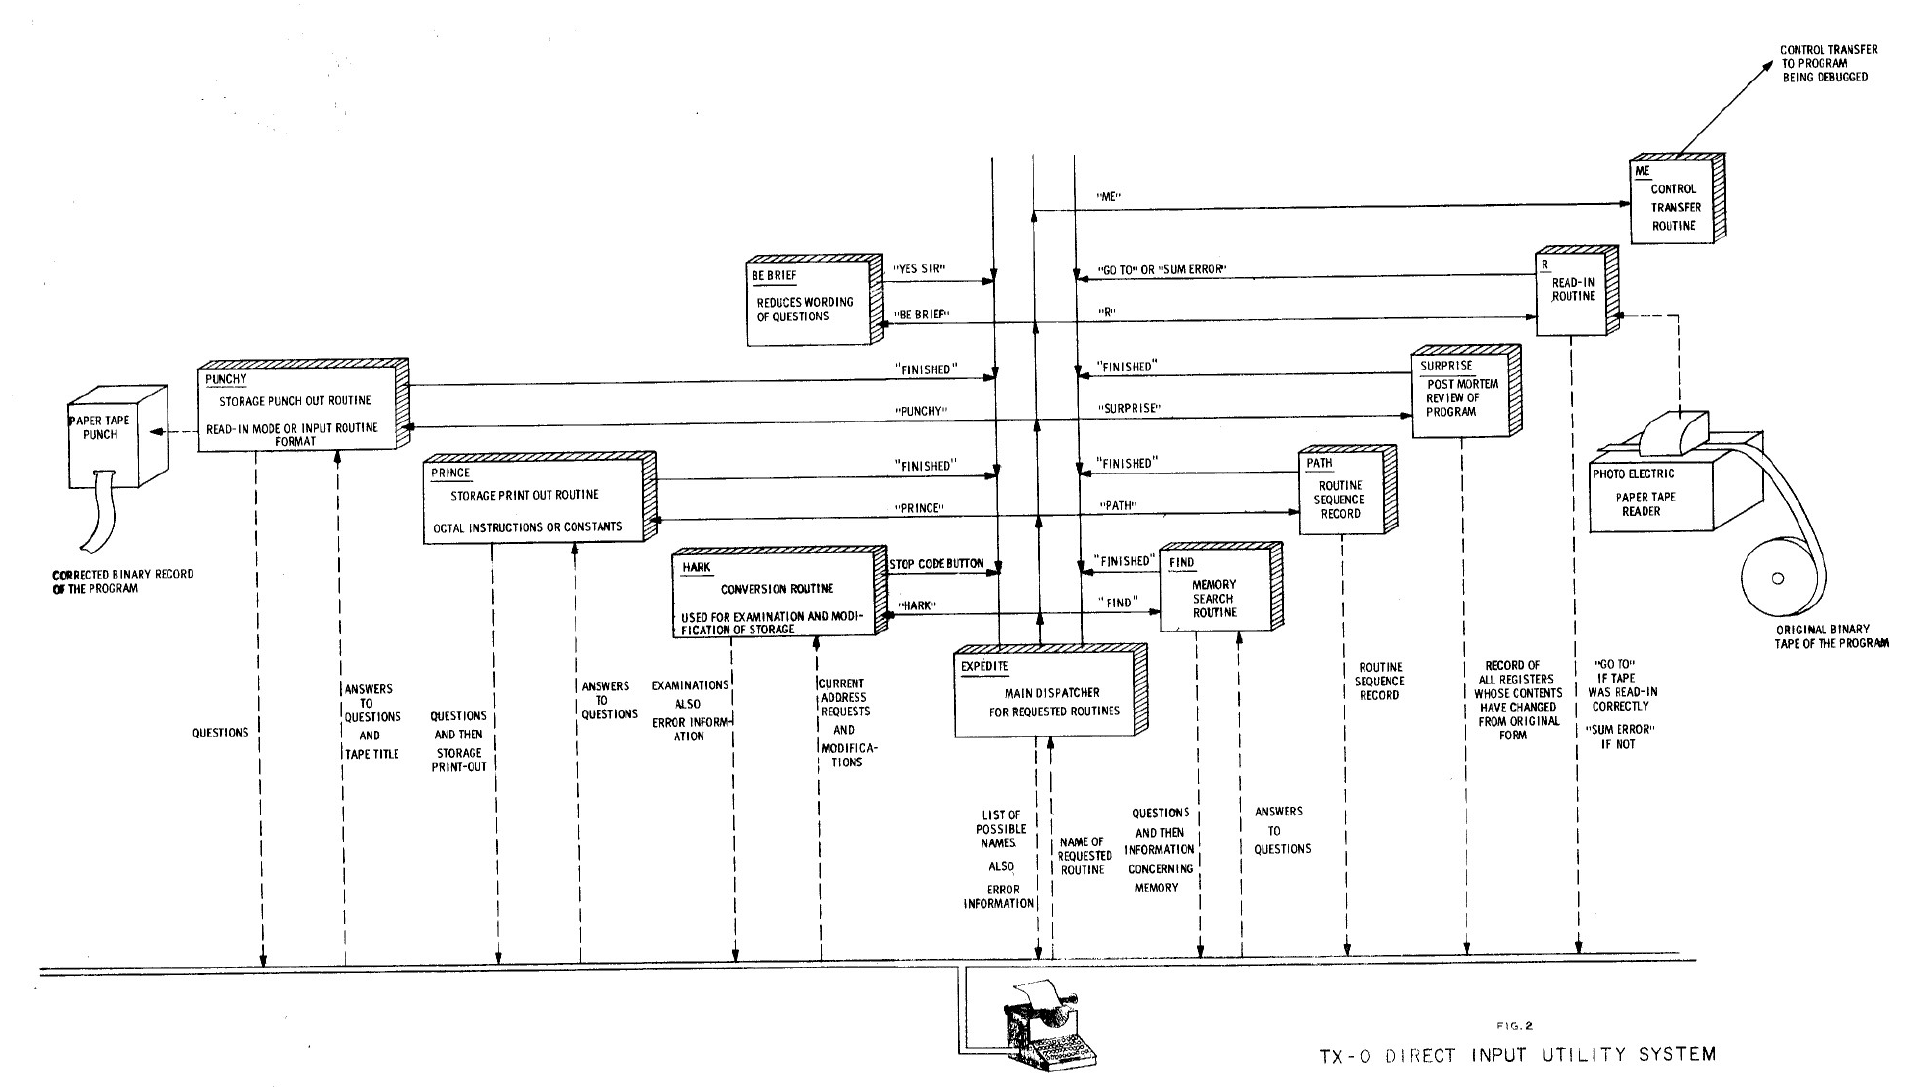 CONTROL TRANSFER
TO PROGRAM
BEING DEBUGGED
ME
CONTROL
TRANSFER
ROUTINE
"ME"
BE BRIEF
REDUCES WORDING
OF QUESTIONS
"YES SIR"
"BE BRIEF"
"GO TO" OR "SUM ERROR"
"R"
R
READ-IN
ROUTINE
PUNCHY
STORAGE PUNCH OUT ROUTINE
READ-IN MODE OR INPUT ROUTINE
FORMAT
"FINISHED"
"PUNCHY"
"FINISHED"
"SURPRISE"
SURPRISE
POST MORTEM
REVIEW OF
PROGRAM
PAPER TAPE
PUNCH
CORRECTED BINARY RECORD
OF THE PROGRAM
PRINCE
STORAGE PRINT OUT ROUTINE
OCTAL INSTRUCTIONS OR CONSTANTS
"FINISHED"
"PRINCE"
"FINISHED"
"PATH"
PATH
ROUTINE
SEQUENCE
RECORD
PHOTO ELECTRIC
PAPER TAPE
READER
ORIGINAL BINARY
TAPE OF THE PROGRAM
HARK
CONVERSION ROUTINE
USED FOR EXAMINATION AND MODI-
FICATION OF STORAGE
STOP CODE BUTTON
"HARK"
"FINISHED"
"FIND"
FIND
MEMORY
SEARCH
ROUTINE
EXPEDITE
MAIN DISPATCHER
FOR REQUESTED ROUTINES
QUESTIONS
ANSWERS
TO
QUESTIONS
AND
TAPE TITLE
QUESTIONS
AND THEN
STORAGE
PRINT-OUT
ANSWERS
TO
QUESTIONS
EXAMINATIONS
ALSO
ERROR INFORM-
ATION
CURRENT
ADDRESS
REQUESTS
AND
MODIFICA-
TIONS
LIST OF
POSSIBLE
NAMES
ALSO
ERROR
INFORMATION
NAME OF
REQUESTED
ROUTINE
QUESTIONS
AND THEN
INFORMATION
CONCERNING
MEMORY
ANSWERS
TO
QUESTIONS
ROUTINE
SEQUENCE
RECORD
RECORD OF
ALL REGISTERS
WHOSE CONTENTS
HAVE CHANGED
FROM ORIGINAL
FORM
"GO TO"
IF TAPE
WAS READ-IN
CORRECTLY
"SUM ERROR"
IF NOT
FIG. 2
TX-0 DIRECT INPUT UTILITY SYSTEM